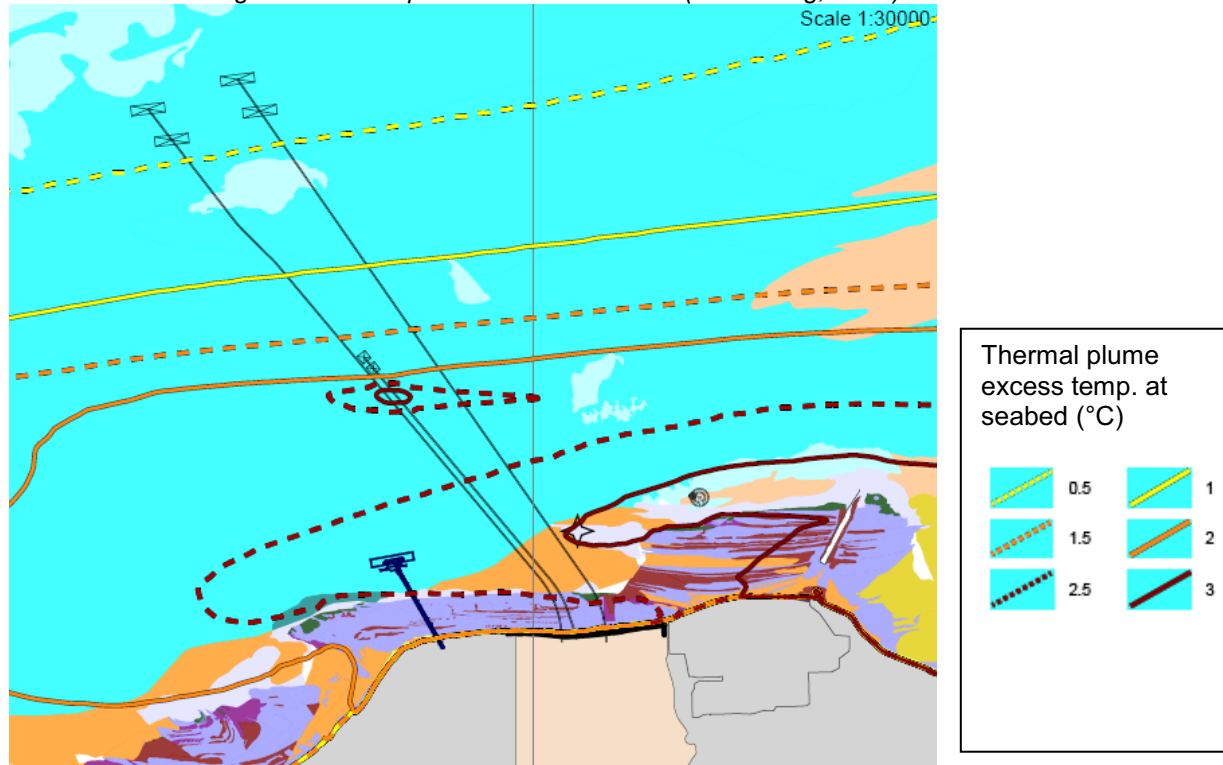 Scale 1:30000
Thermal plume
excess temp. at
seabed (°C)
0.5
1
1.5
2
2.5
3